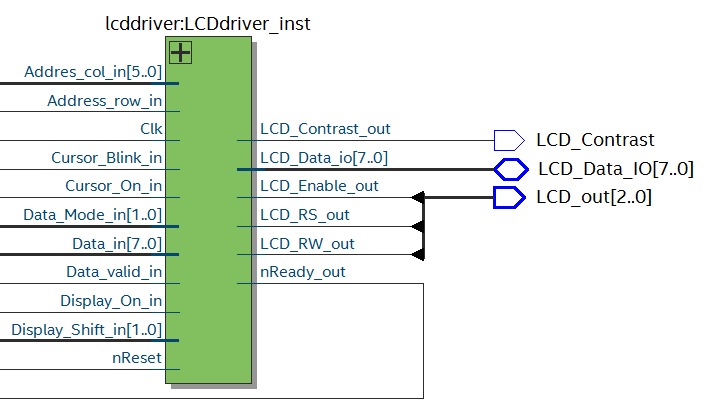 lcddriver:LCDdriver_inst
Addres_col_in[5..0]
Address_row_in
Clk
Cursor_Blink_in
Cursor_On_in
Data_Mode_in[1..0]
Data_in[7..0]
Data_valid_in
Display_On_in
Display_Shift_in[1..0]
nReset
LCD_Contrast_out
LCD_Data_io[7..0]
LCD_Enable_out
LCD_RS_out
LCD_RW_out
nReady_out
LCD_Contrast
LCD_Data_IO[7..0]
LCD_out[2..0]